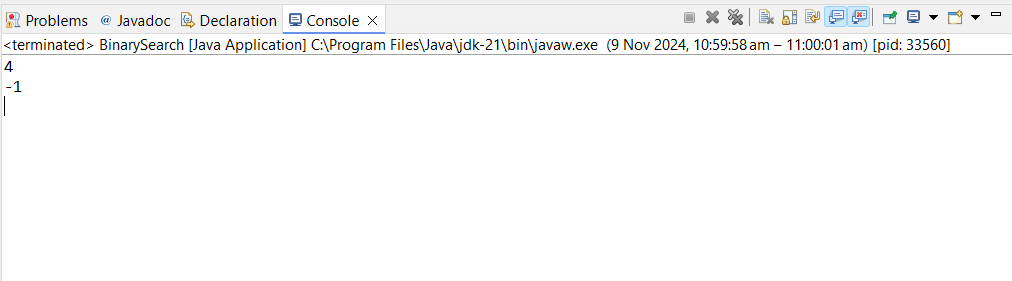 Problems @ Javadoc Declaration Console
<terminated> BinarySearch [Java Application] C:\Program Files\Java\jdk-21\bin\javaw.exe (9 Nov 2024, 10:59:58 am – 11:00:01 am) [pid: 33560]
4
-1